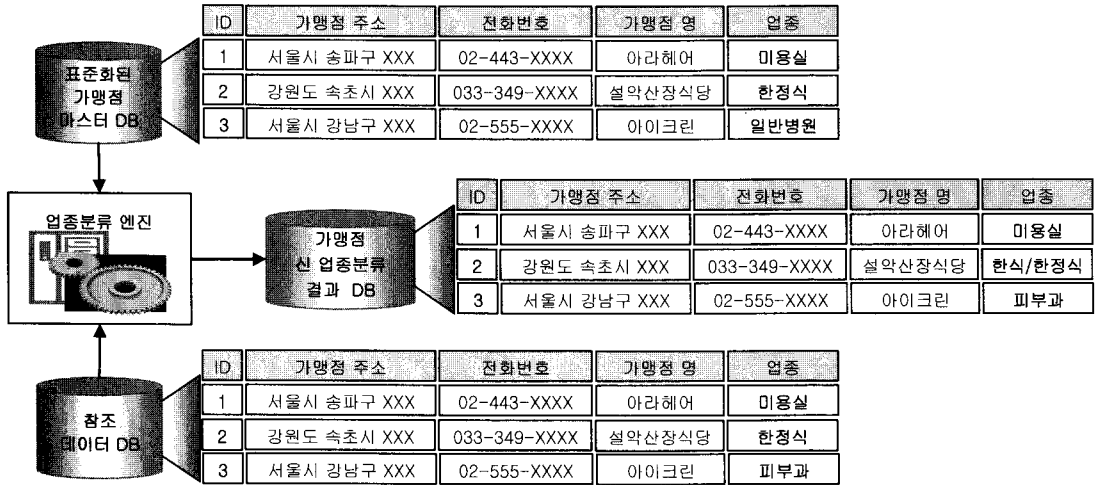 ID 가맹점 주소 전화번호 가맹점 명 업종
1 서울시 송파구 XXX 02-443-XXXX 아라헤어 미용실
2 강원도 속초시 XXX 033-349-XXXX 설악산장식당 한정식
3 서울시 강남구 XXX 02-555-XXXX 아이크린 일반병원
표준화된
가맹점
마스터 DB
업종분류 엔진
가맹점
신 업종분류
결과 DB
ID 가맹점 주소 전화번호 가맹점 명 업종
1 서울시 송파구 XXX 02-443-XXXX 아라헤어 미용실
2 강원도 속초시 XXX 033-349-XXXX 설악산장식당 한식/한정식
3 서울시 강남구 XXX 02-555-XXXX 아이크린 피부과
참조
데이터 DB
ID 가맹점 주소 전화번호 가맹점 명 업종
1 서울시 송파구 XXX 02-443-XXXX 아라헤어 미용실
2 강원도 속초시 XXX 033-349-XXXX 설악산장식당 한정식
3 서울시 강남구 XXX 02-555-XXXX 아이크린 피부과